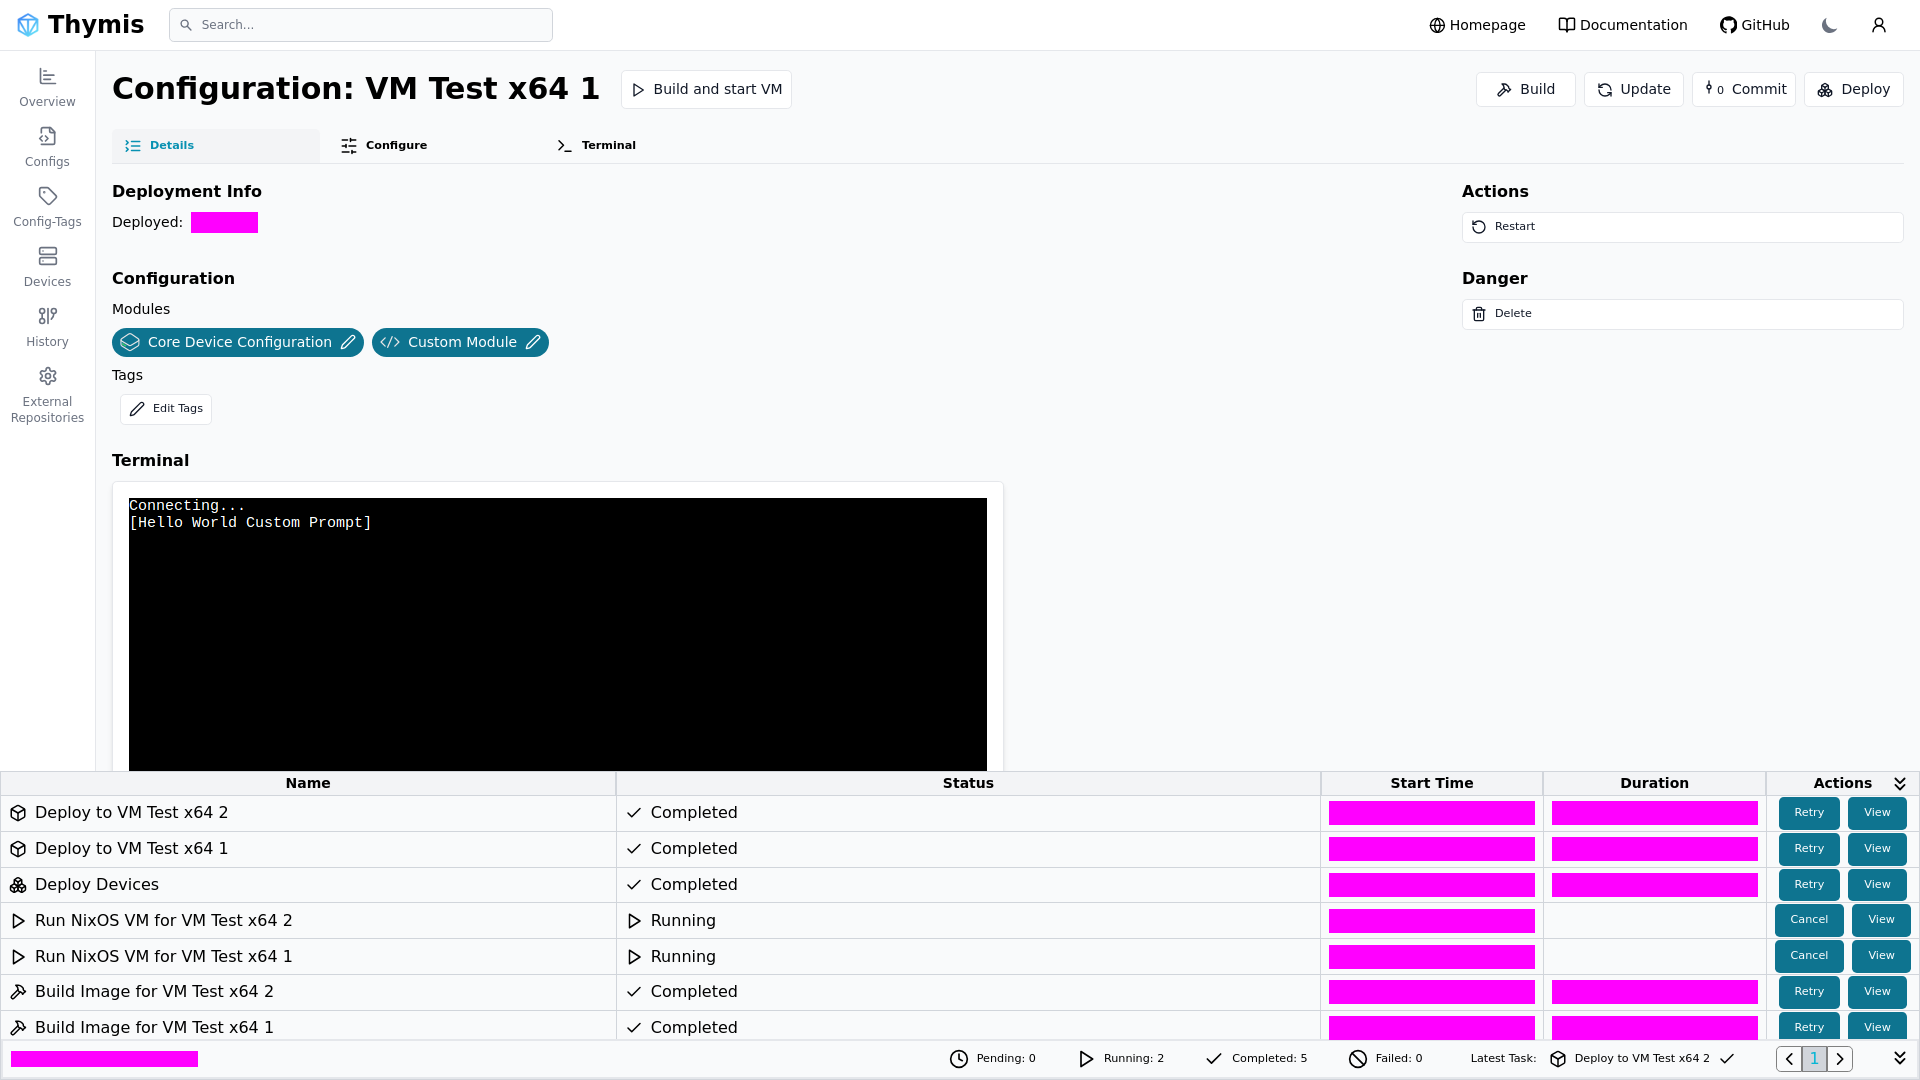 Thymis
Search...
Homepage
Documentation
GitHub
Overview
Configs
Config-Tags
Devices
History
External
Repositories
Configuration: VM Test x64 1
Build and start VM
Build
Update
0 Commit
Deploy
Details
Configure
Terminal
Deployment Info
Deployed:
Actions
Restart
Configuration
Danger
Modules
Delete
Core Device Configuration
Custom Module
Tags
Edit Tags
Terminal
Connecting...
[Hello World Custom Prompt]
Name Status Start Time Duration Actions
Deploy to VM Test x64 2 Completed Retry View
Deploy to VM Test x64 1 Completed Retry View
Deploy Devices Completed Retry View
Run NixOS VM for VM Test x64 2 Running Cancel View
Run NixOS VM for VM Test x64 1 Running Cancel View
Build Image for VM Test x64 2 Completed Retry View
Build Image for VM Test x64 1 Completed Retry View
Pending: 0 Running: 2 Completed: 5 Failed: 0 Latest Task: Deploy to VM Test x64 2 1